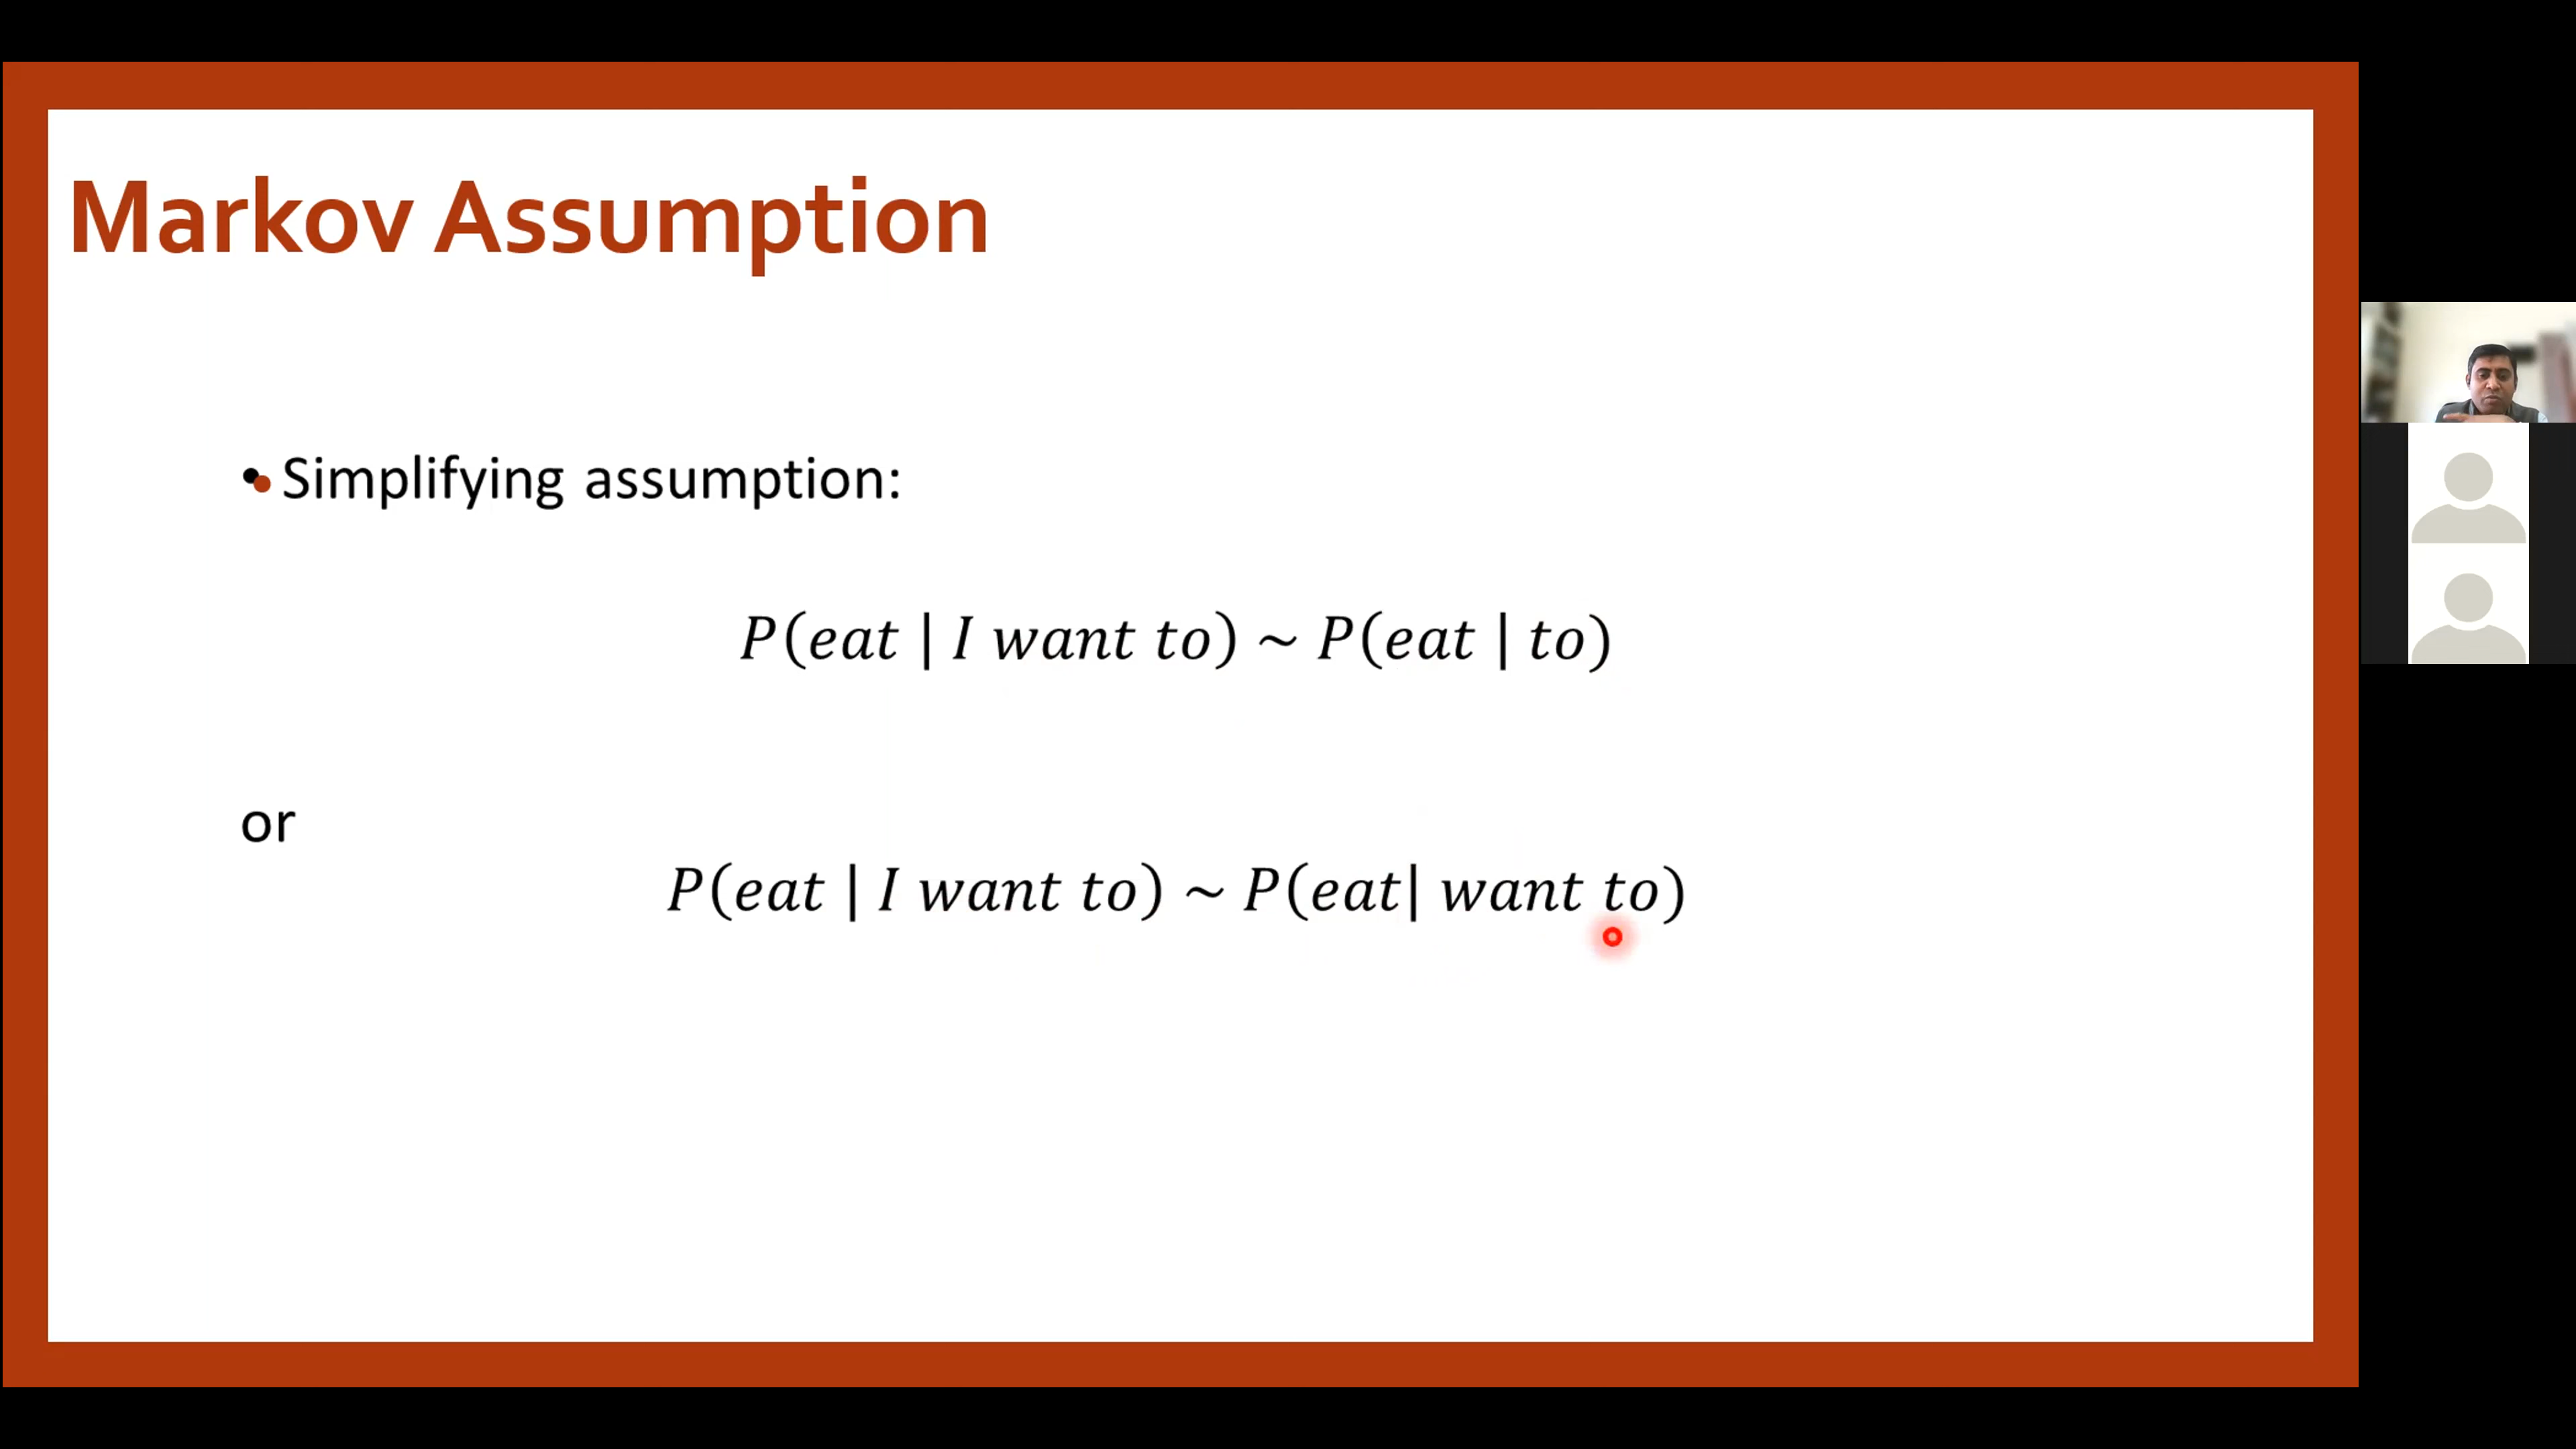 Markov Assumption
• Simplifying assumption:
P(eat | I want to) ~ P(eat | to)
or
P(eat | I want to) ~ P(eat| want to)